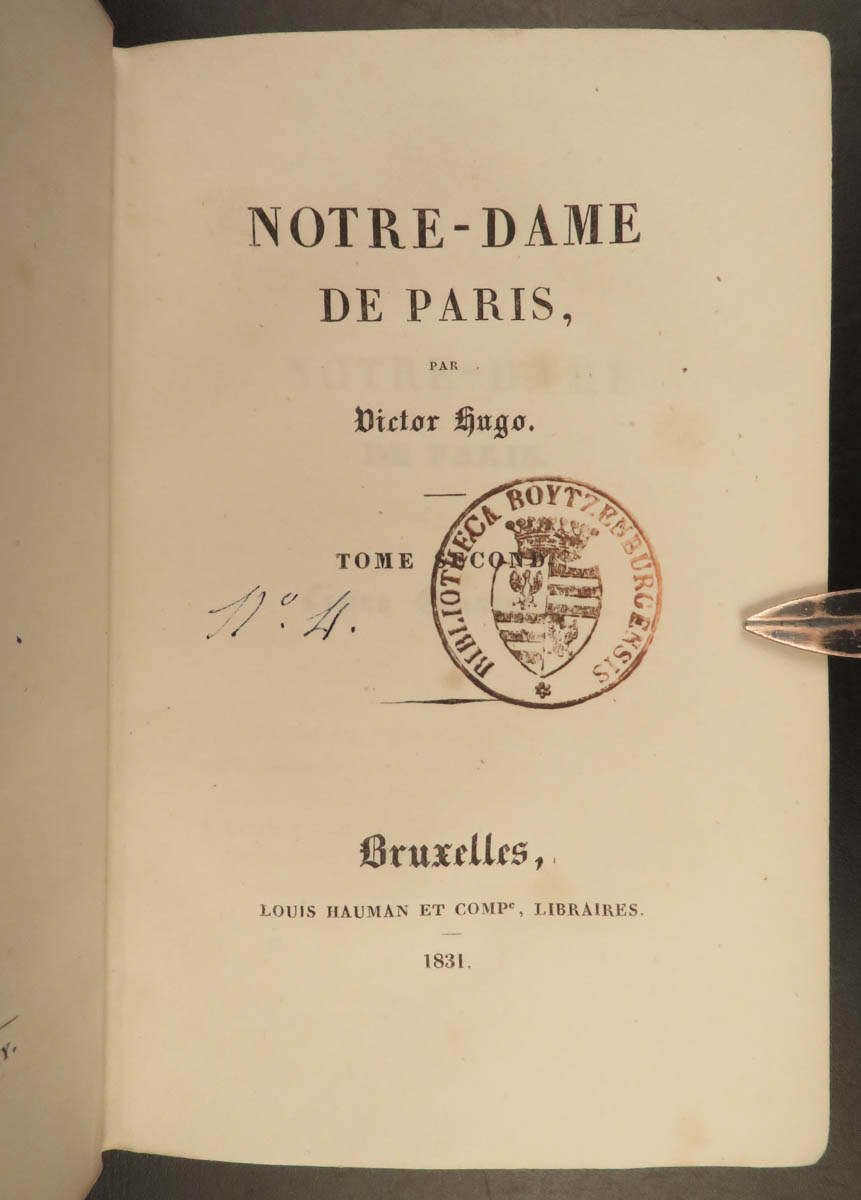 NOTRE-DAME
DE PARIS,
PAR
Victor Hugo.
TOME SECOND.
BIBLIOTHECA BOYTZENBURGENSIS
No. 4.
Bruxelles,
LOUIS HAUMAN ET COMPe, LIBRAIRES.
1831.